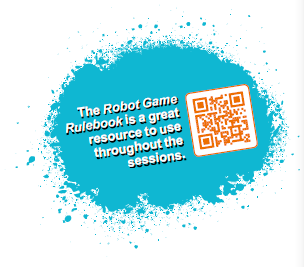 The Robot Game
Rulebook is a great
resource to use
throughout the
sessions.